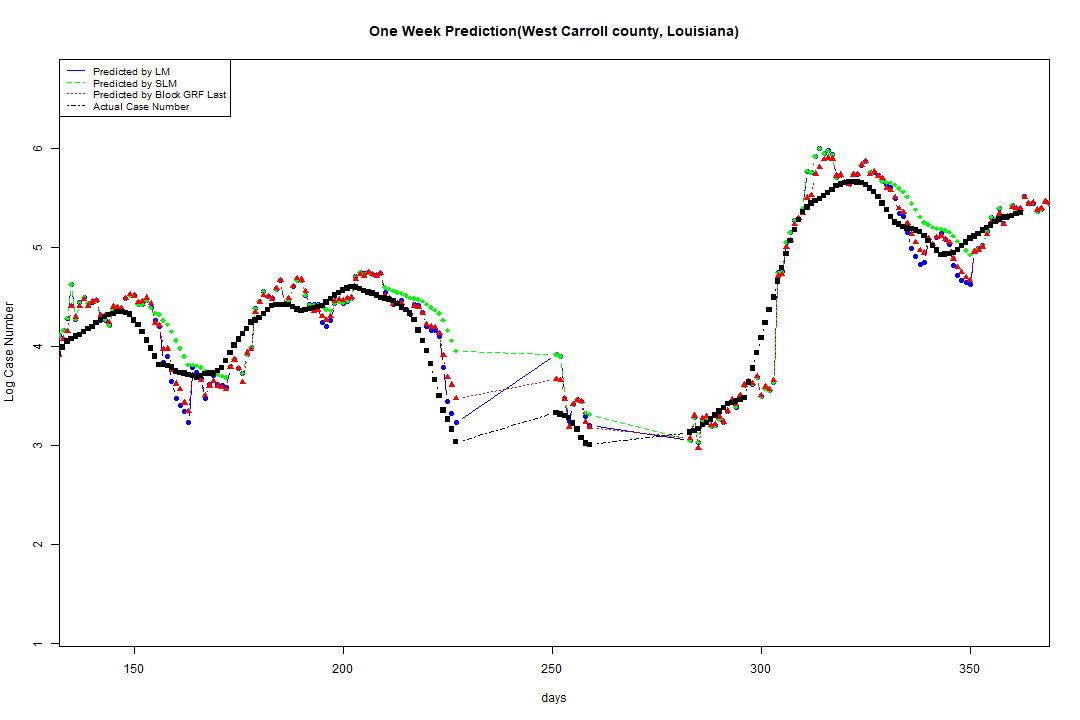 One Week Prediction(West Carroll county, Louisiana)
Predicted by LM
Predicted by SLM
Predicted by Block GRF Last
Actual Case Number
Log Case Number
6
5
4
3
2
1
150 200 250 300 350
days